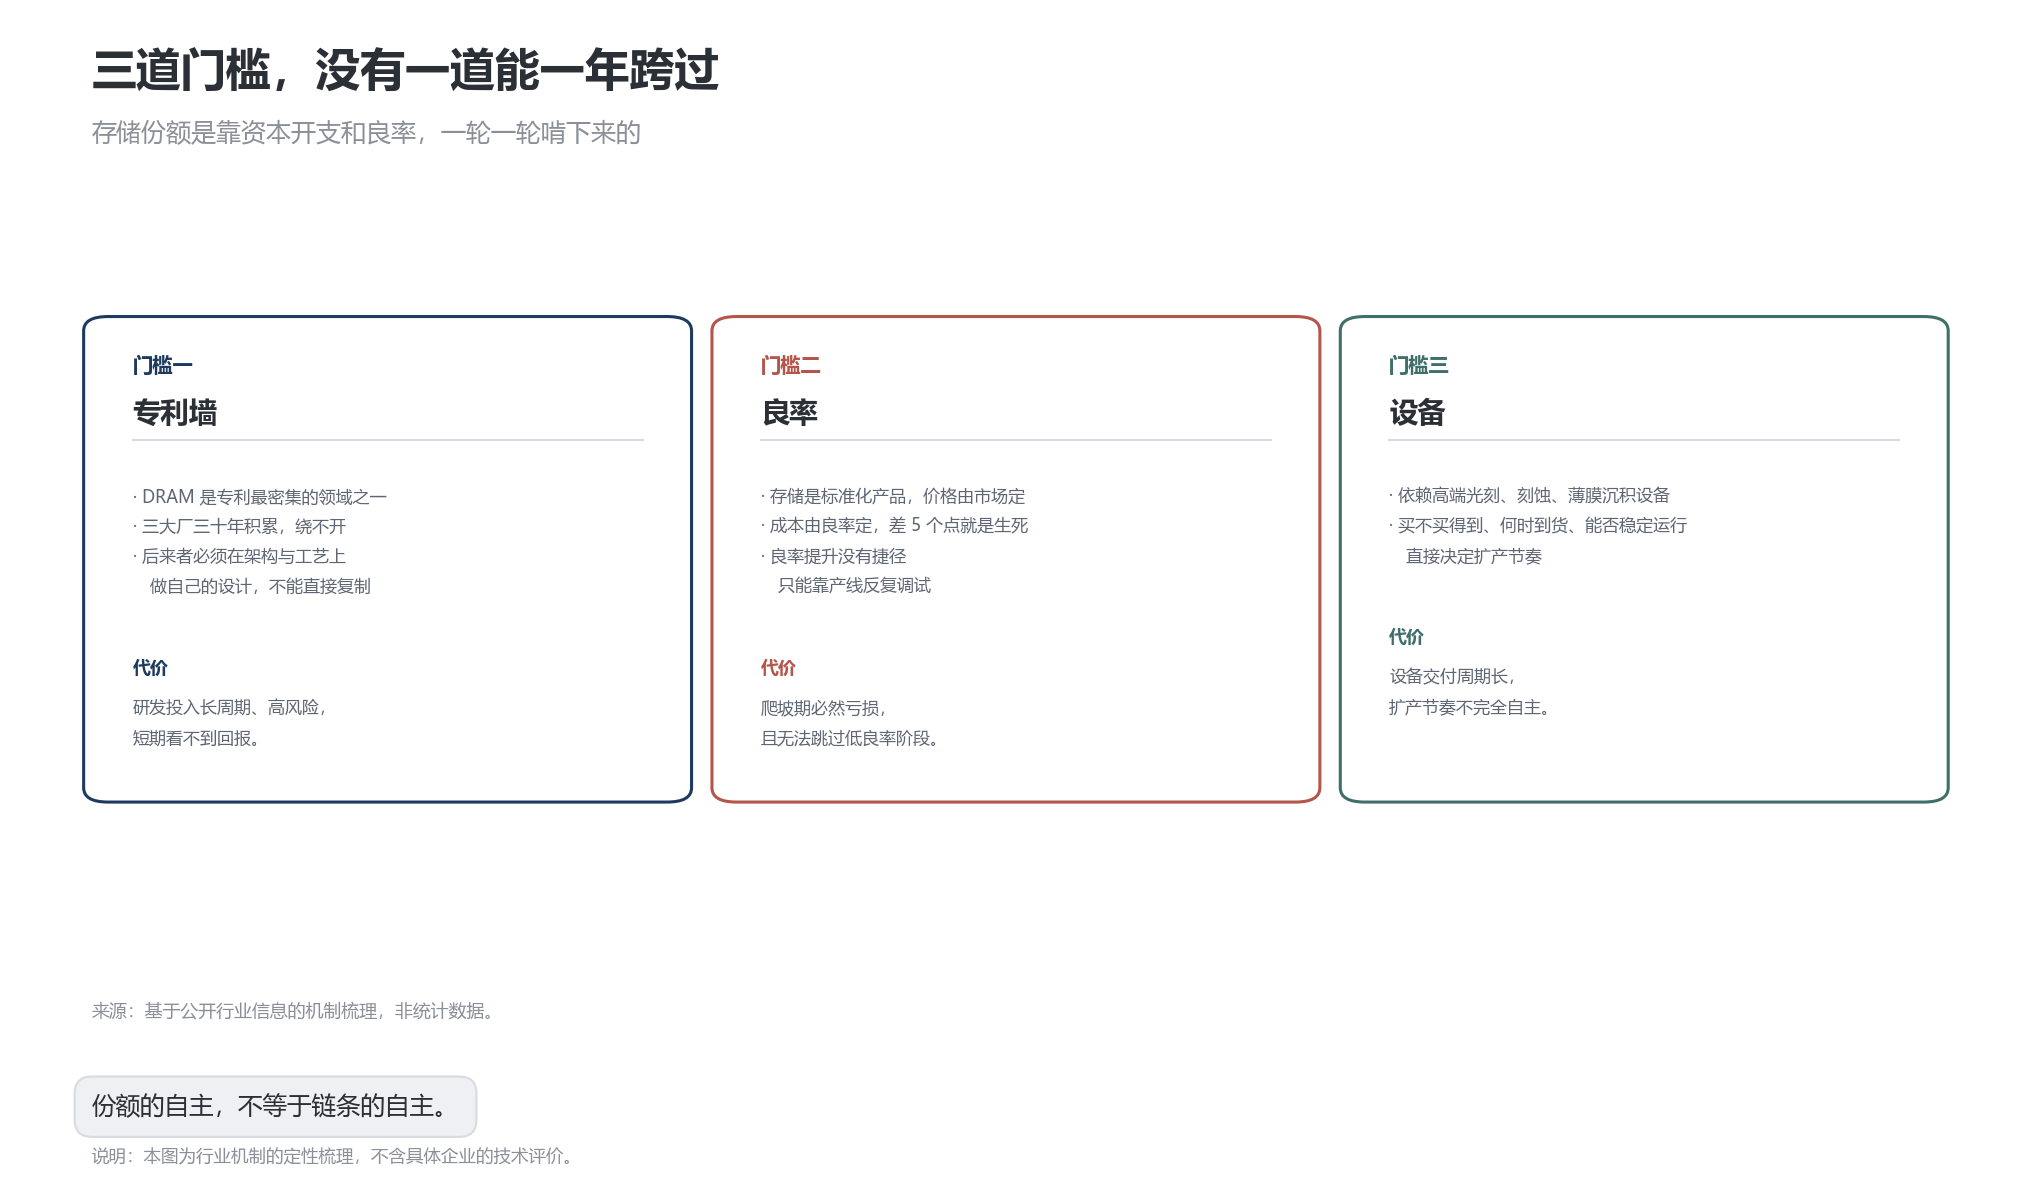 三道门槛，没有一道能一年跨过
存储份额是靠资本开支和良率，一轮一轮啃下来的
门槛一
专利墙
· DRAM 是专利最密集的领域之一
· 三大厂三十年积累，绕不开
· 后来者必须在架构与工艺上
做自己的设计，不能直接复制
代价
研发投入长周期、高风险，
短期看不到回报。
门槛二
良率
· 存储是标准化产品，价格由市场定
· 成本由良率定，差 5 个点就是生死
· 良率提升没有捷径
只能靠产线反复调试
代价
爬坡期必然亏损，
且无法跳过低良率阶段。
门槛三
设备
· 依赖高端光刻、刻蚀、薄膜沉积设备
· 买不买得到、何时到货、能否稳定运行
直接决定扩产节奏
代价
设备交付周期长，
扩产节奏不完全自主。
来源：基于公开行业信息的机制梳理，非统计数据。
份额的自主，不等于链条的自主。
说明：本图为行业机制的定性梳理，不含具体企业的技术评价。